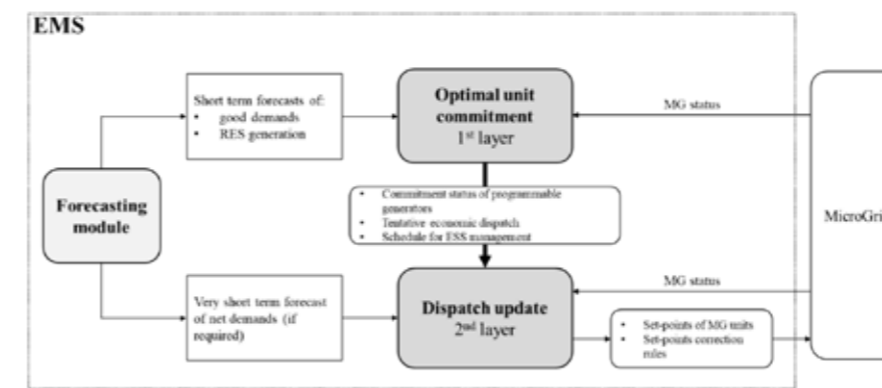 EMS
Short term forecasts of:
• good demands
• RES generation
Optimal unit
commitment
1st layer
MG status
Forecasting
module
• Commitment status of programmable
generators
• Tentative economic dispatch
• Schedule for ESS management
MicroGri
Very short term forecast
of net demands (if
required)
Dispatch update
2nd layer
MG status
• Set-points of MG units
• Set-points correction
rules